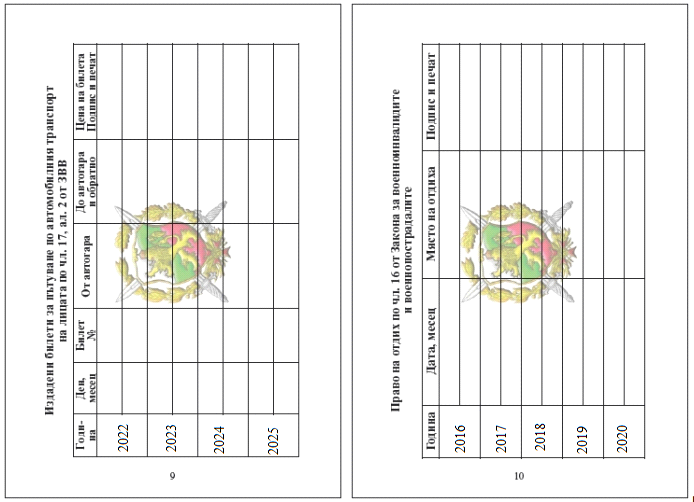 Издадени билети за пътуване по автомобилния транспорт
на лицата по чл. 17, ал. 2 от ЗВВ
Годи-
на
Ден,
месец
Билет
№
От автогара
До автогара
и обратно
Цена на билета
Подпис и печат
2022
2023
2024
2025
9
Право на отдих по чл. 16 от Закона за военноинвалидите
и военнопострадалите
Година
Дата, месец
Място на отдиха
Подпис и печат
2016
2017
2018
2019
2020
10